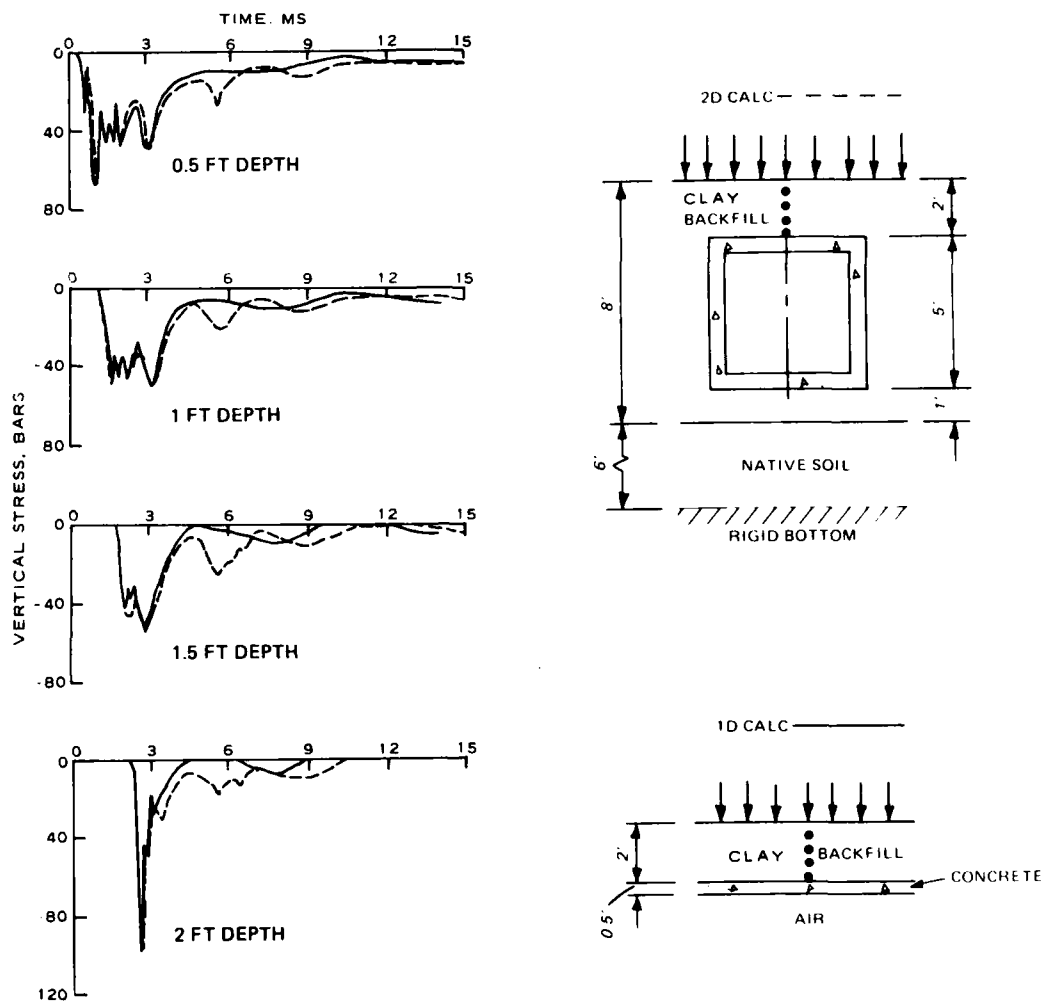 TIME. MS
0 3 6 9 12 15
0
40
80
0.5 FT DEPTH
0 3 6 9 12 15
0
-40
80
1 FT DEPTH
VERTICAL STRESS, BARS
0 3 6 9 12 15
0
-40
-80
1.5 FT DEPTH
0 3 6 9 12 15
0
40
80
120
2 FT DEPTH
2D CALC
CLAY
BACKFILL
2'
8'
5'
1'
6'
NATIVE SOIL
RIGID BOTTOM
1D CALC
2'
CLAY BACKFILL
CONCRETE
0 5'
AIR